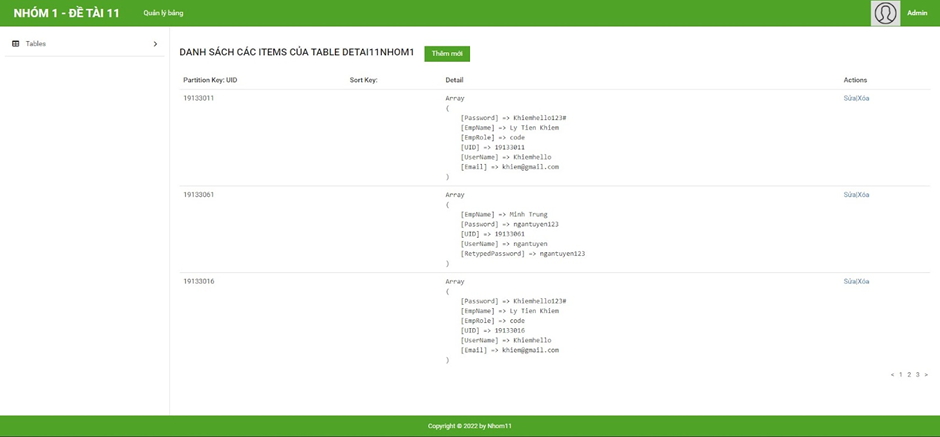 NHÓM 1 - ĐỀ TÀI 11 Quản lý bảng Admin
Tables
DANH SÁCH CÁC ITEMS CỦA TABLE DETAI11NHOM1 Thêm mới
Partition Key: UID Sort Key: Detail Actions
19133011 Array Sửa|Xóa
(
[Password] => Khiemhello123#
[EmpName] => Ly Tien Khiem
[EmpRole] => code
[UID] => 19133011
[UserName] => Khiemhello
[Email] => khiem@gmail.com
)
19133061 Array Sửa|Xóa
(
[EmpName] => Minh Trung
[Password] => ngantuyen123
[UID] => 19133061
[UserName] => ngantuyen
[RetypedPassword] => ngantuyen123
)
19133016 Array Sửa|Xóa
(
[Password] => Khiemhello123#
[EmpName] => Ly Tien Khiem
[EmpRole] => code
[UID] => 19133016
[UserName] => Khiemhello
[Email] => khiem@gmail.com
)
« 1 2 3 »
Copyright © 2022 by Nhom11